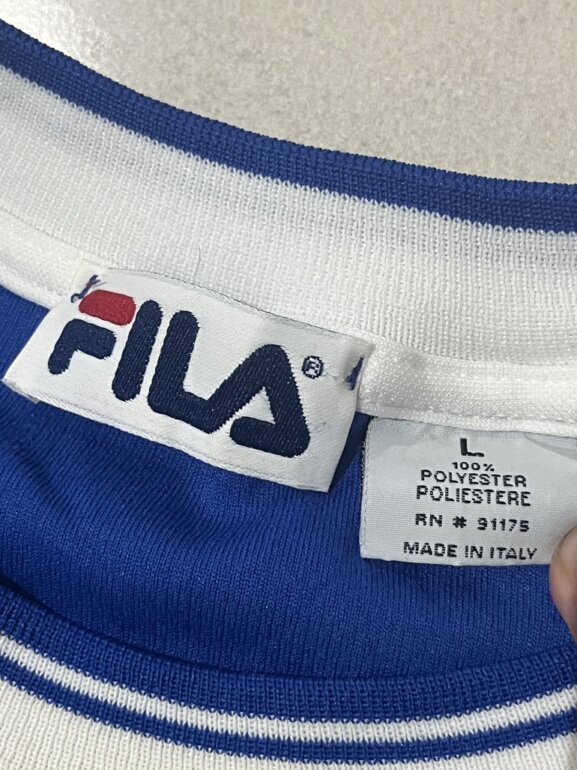 FILA®
L
100%
POLYESTER
POLIESTERE
RN # 91175
MADE IN ITALY